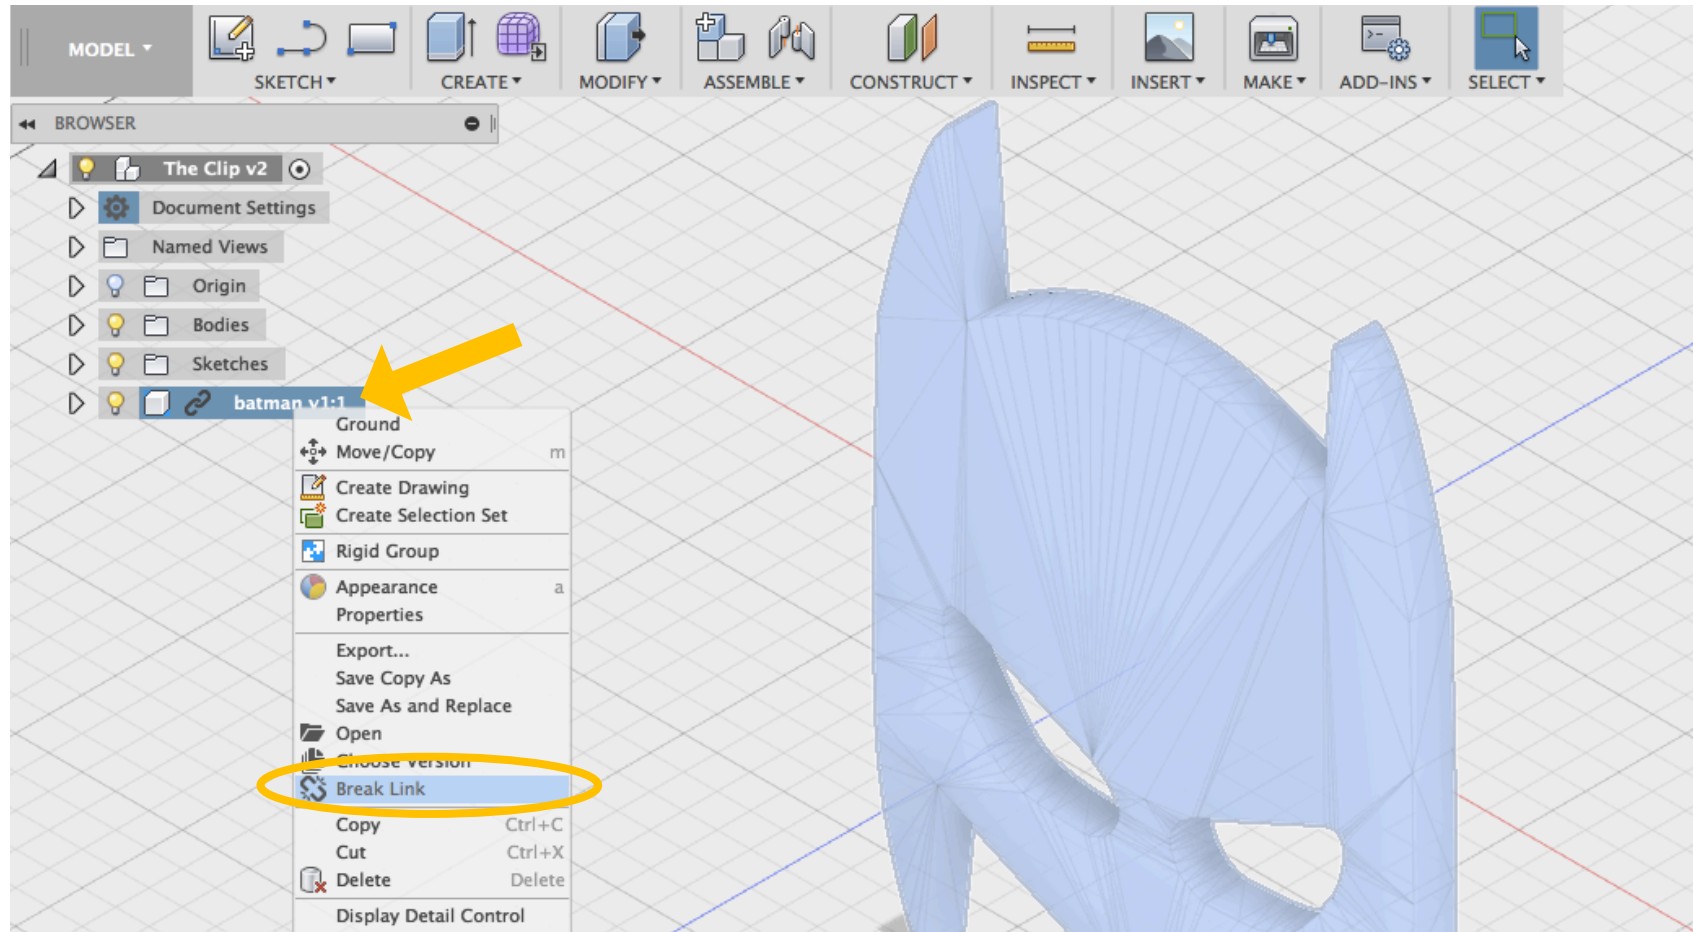 MODEL
SKETCH
CREATE
MODIFY
ASSEMBLE
CONSTRUCT
INSPECT
INSERT
MAKE
ADD-INS
SELECT
BROWSER
The Clip v2
Document Settings
Named Views
Origin
Bodies
Sketches
batman v1:1
Ground
Move/Copy m
Create Drawing
Create Selection Set
Rigid Group
Appearance a
Properties
Export...
Save Copy As
Save As and Replace
Open
Choose Version
Break Link
Copy Ctrl+C
Cut Ctrl+X
Delete Delete
Display Detail Control